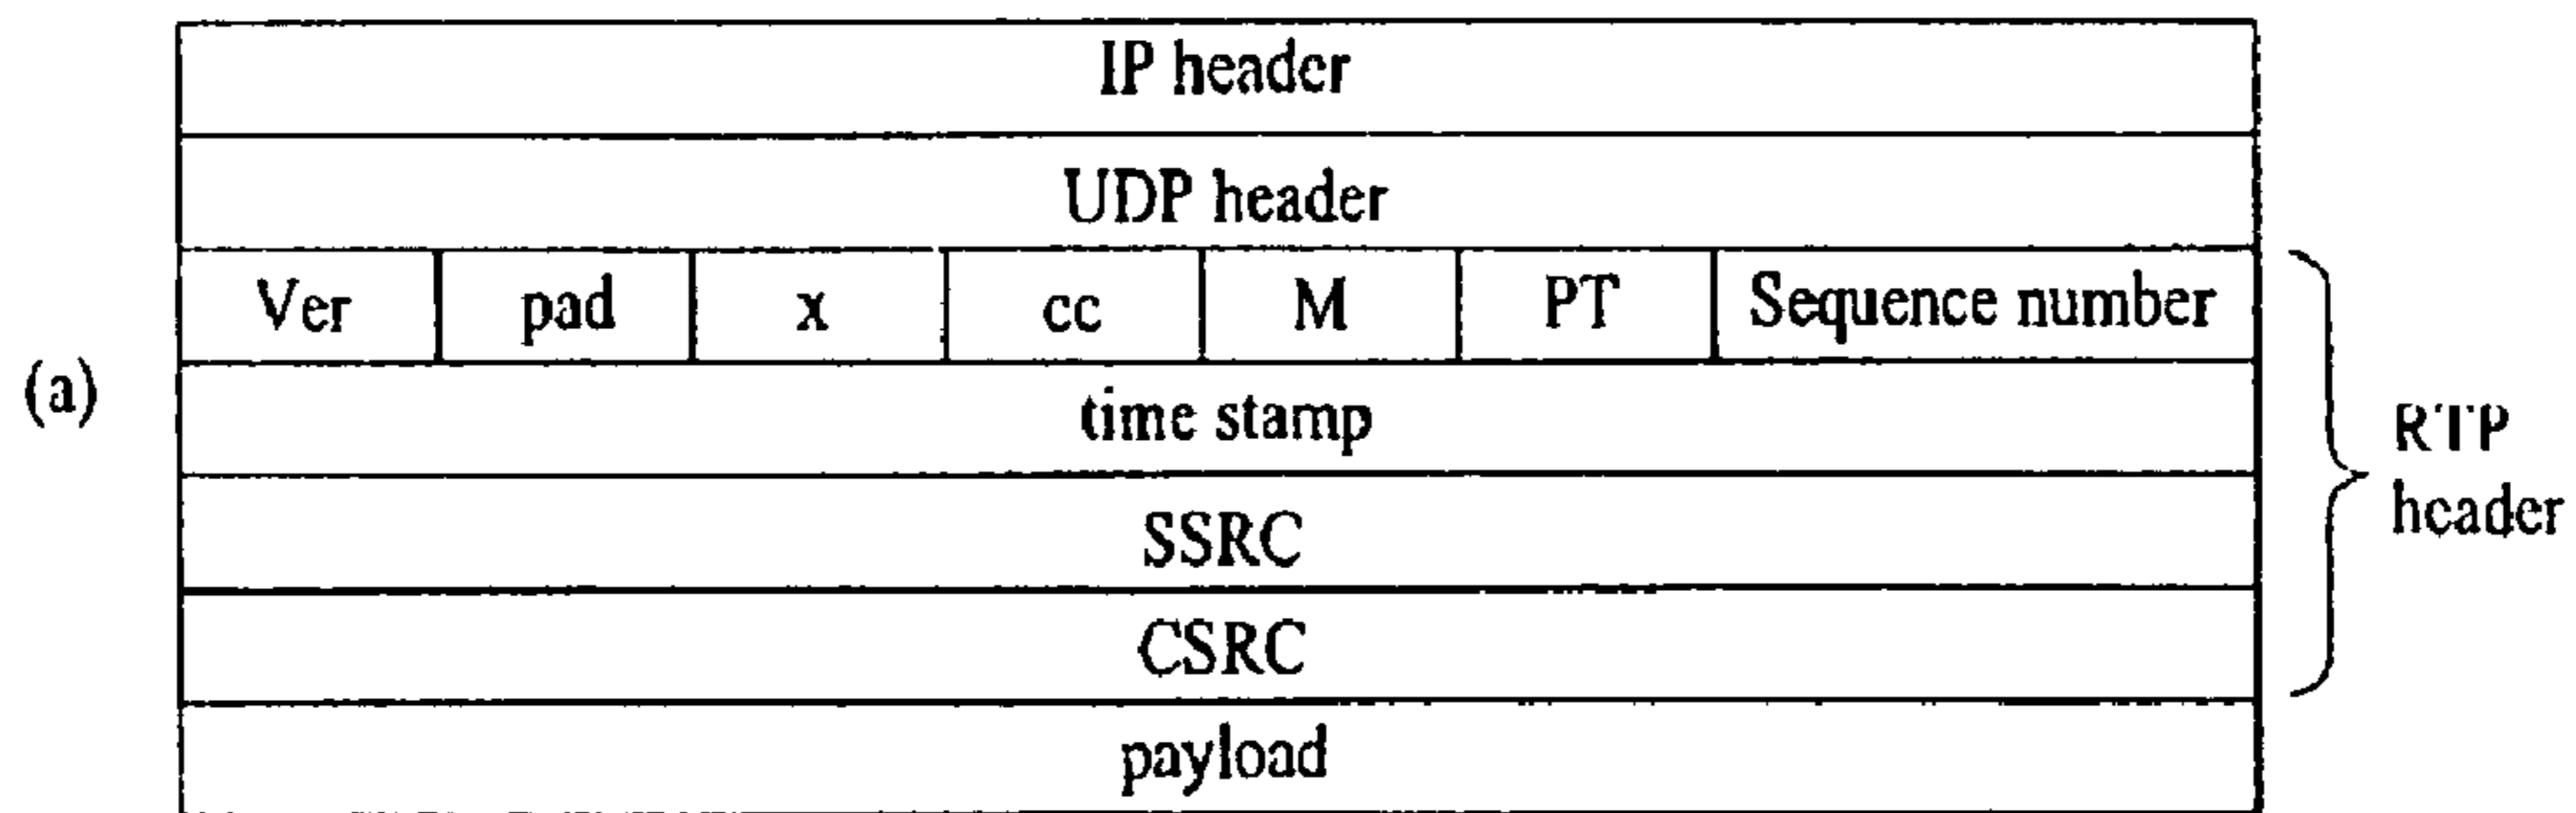 IP header
UDP header
Ver pad x cc M PT Sequence number
(a)
time stamp
RTP
header
SSRC
CSRC
payload